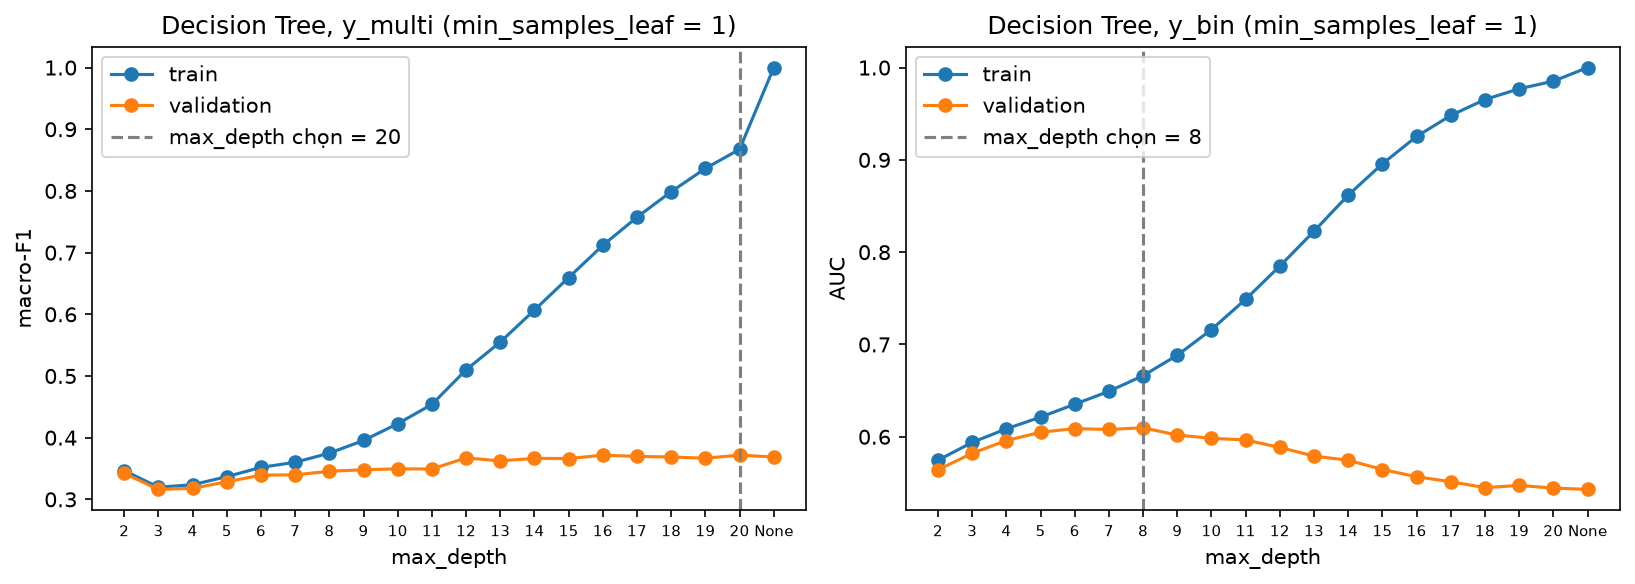 Decision Tree, y_multi (min_samples_leaf = 1)
train
validation
max_depth chọn = 20
macro-F1
1.0
0.9
0.8
0.7
0.6
0.5
0.4
0.3
2 3 4 5 6 7 8 9 10 11 12 13 14 15 16 17 18 19 20 None
max_depth
Decision Tree, y_bin (min_samples_leaf = 1)
train
validation
max_depth chọn = 8
AUC
1.0
0.9
0.8
0.7
0.6
2 3 4 5 6 7 8 9 10 11 12 13 14 15 16 17 18 19 20 None
max_depth